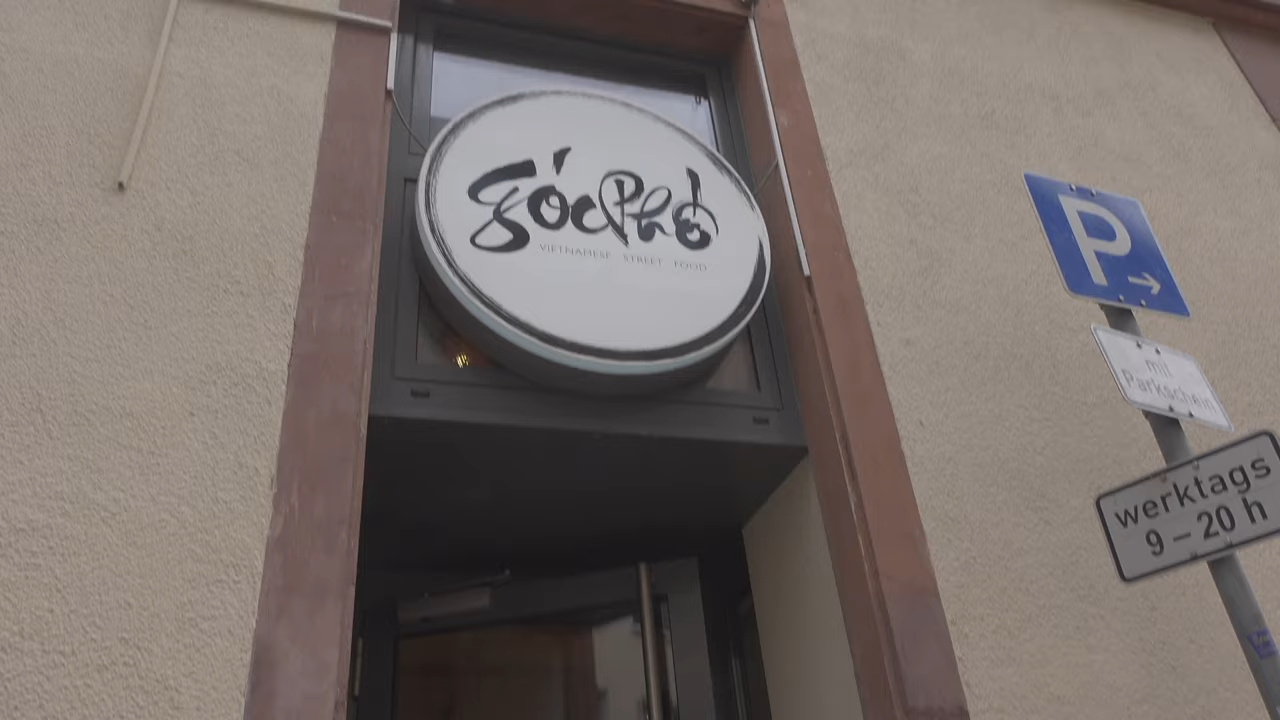 Góc Phố
VIETNAMESE STREET FOOD
P
mit
Parkschein
werktags
9 – 20 h